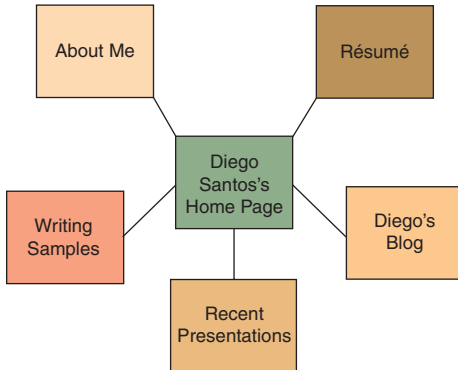 About Me
Résumé
Diego
Santos's
Home Page
Writing
Samples
Diego's
Blog
Recent
Presentations